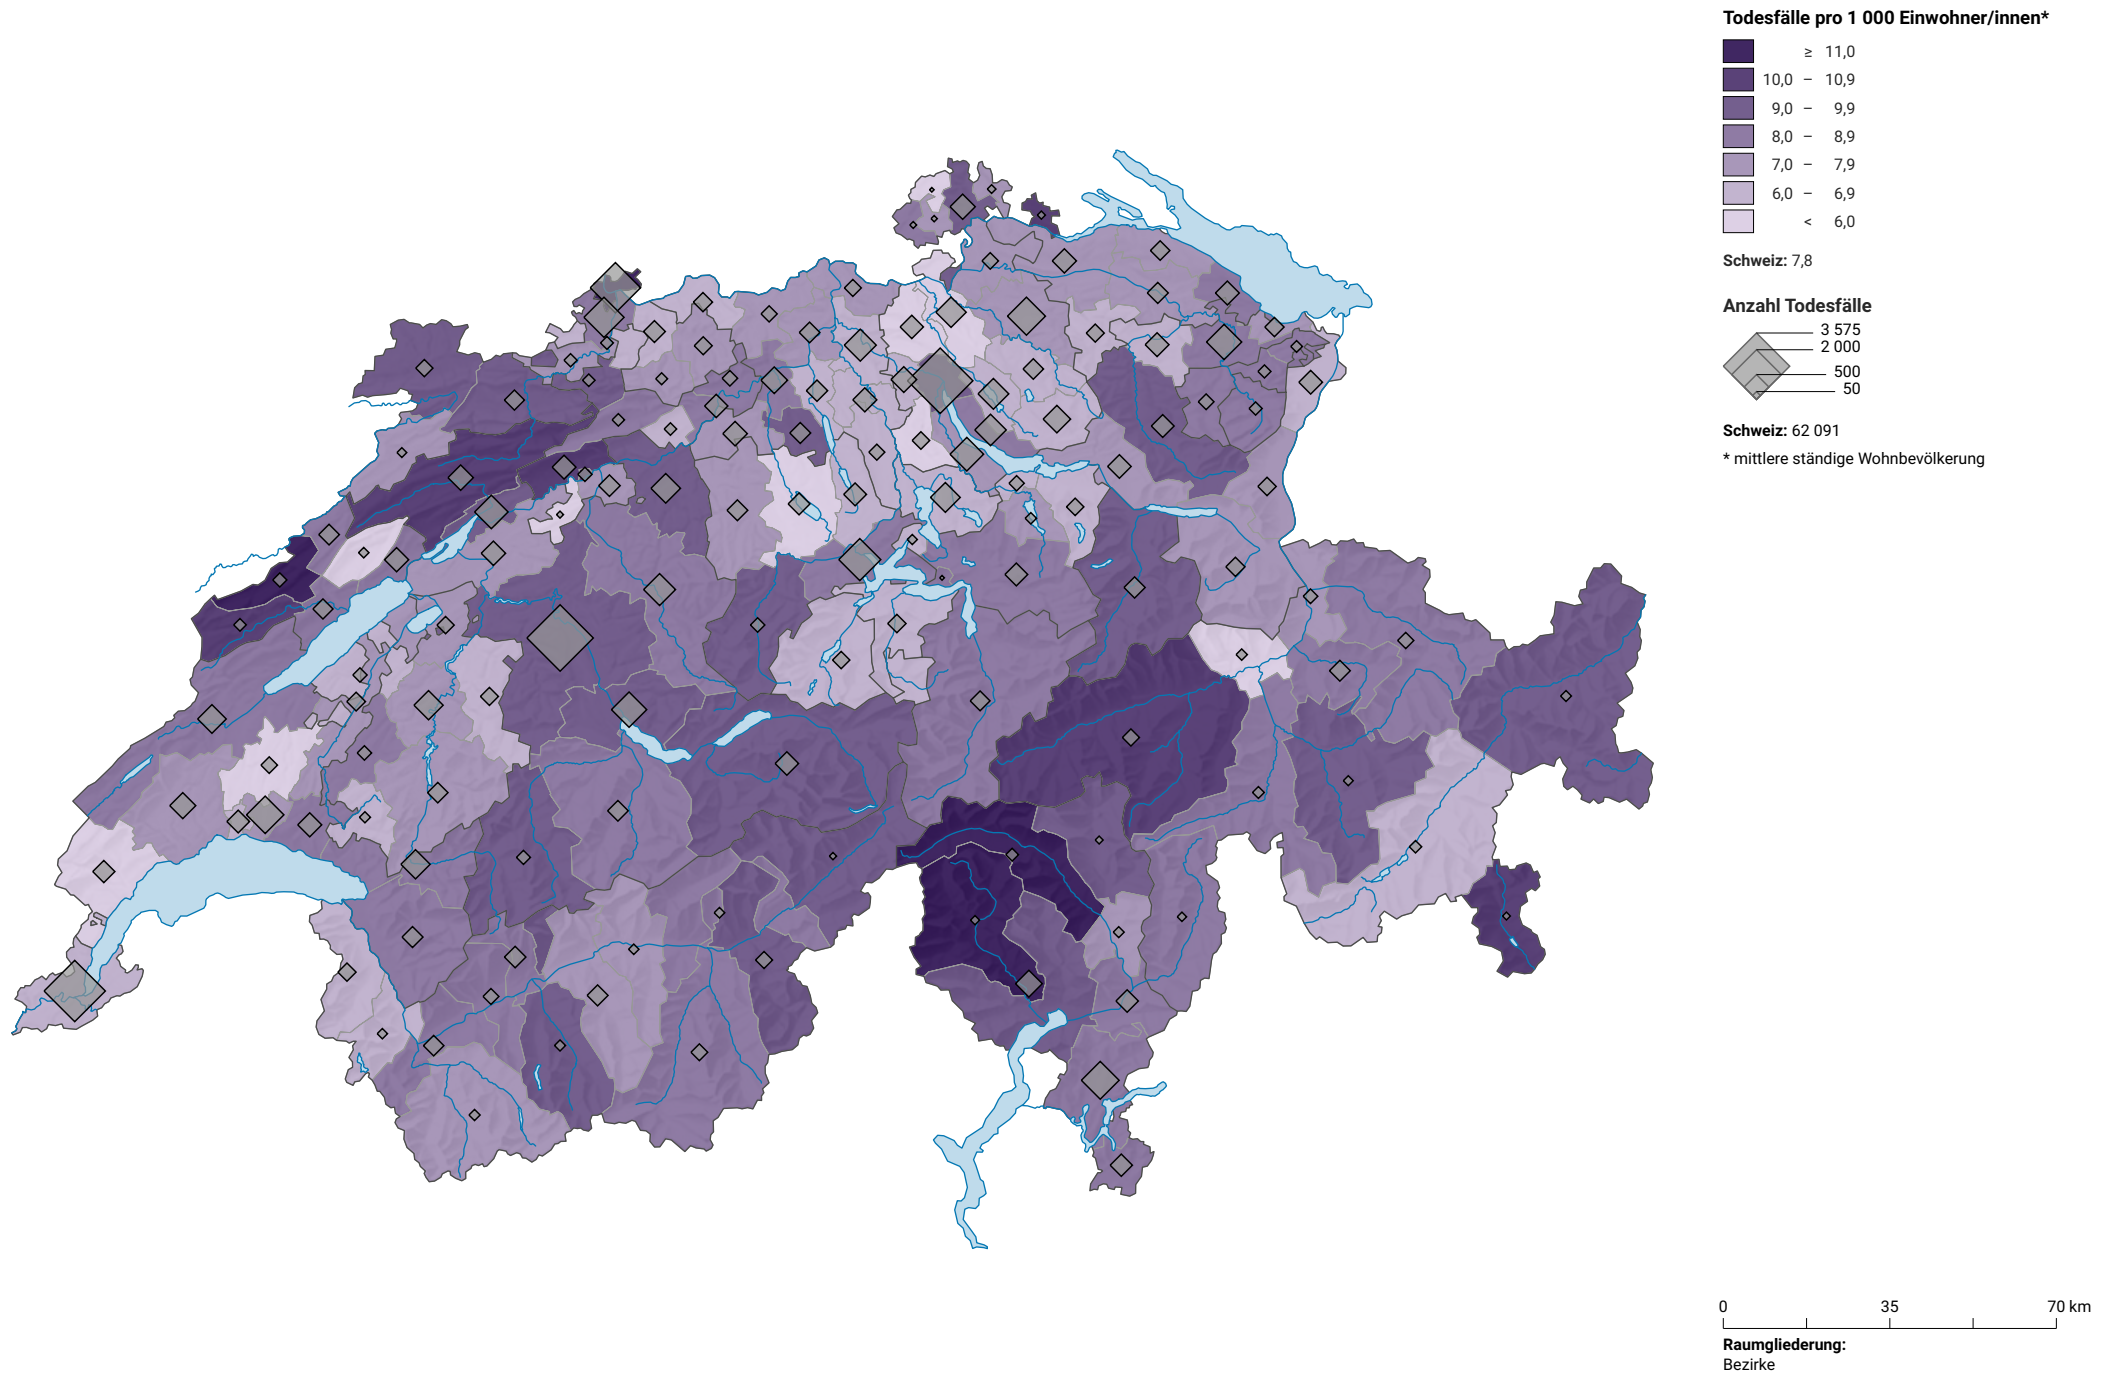 Todesfälle pro 1 000 Einwohner/innen*
≥ 11,0
10,0 – 10,9
9,0 – 9,9
8,0 – 8,9
7,0 – 7,9
6,0 – 6,9
< 6,0
Schweiz: 7,8
Anzahl Todesfälle
3 575
2 000
500
50
Schweiz: 62 091
* mittlere ständige Wohnbevölkerung
0 35 70 km
Raumgliederung:
Bezirke